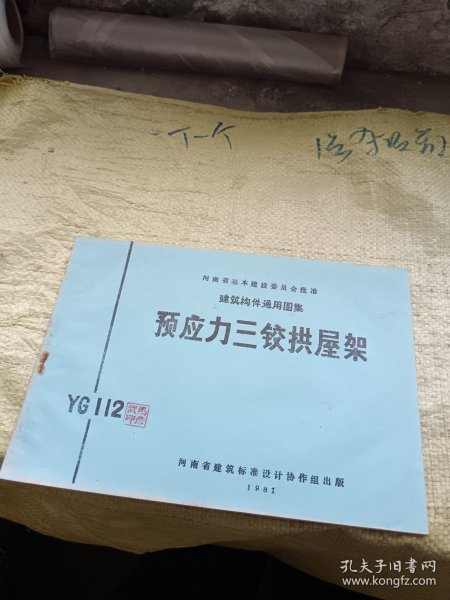 河南省基本建设委员会批准
建筑构件通用图集
预应力三铰拱屋架
YG112
河南省建筑标准设计协作组出版
1981
孔夫子旧书网
www.kongfz.com